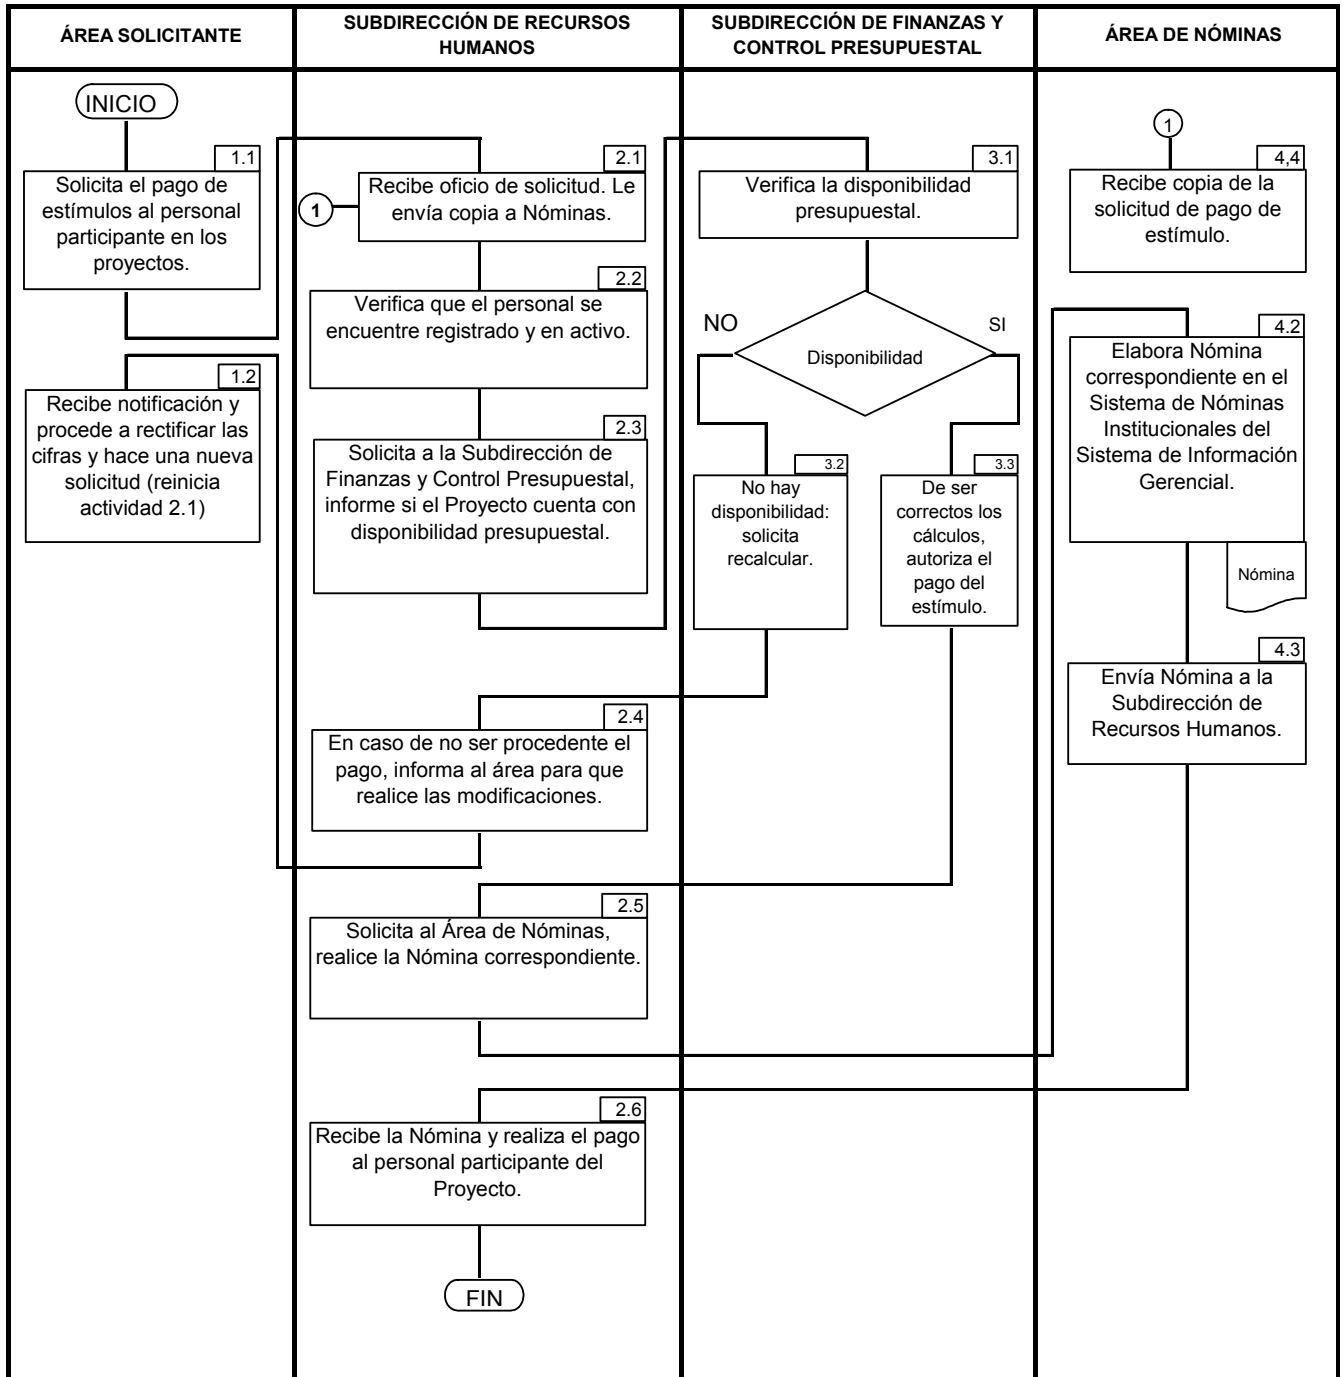 ÁREA SOLICITANTE
SUBDIRECCIÓN DE RECURSOS
HUMANOS
SUBDIRECCIÓN DE FINANZAS Y
CONTROL PRESUPUESTAL
ÁREA DE NÓMINAS
INICIO
1.1
Solicita el pago de
estímulos al personal
participante en los
proyectos.
1.2
Recibe notificación y
procede a rectificar las
cifras y hace una nueva
solicitud (reinicia
actividad 2.1)
2.1
Recibe oficio de solicitud. Le
envía copia a Nóminas.
1
2.2
Verifica que el personal se
encuentre registrado y en activo.
2.3
Solicita a la Subdirección de
Finanzas y Control Presupuestal,
informe si el Proyecto cuenta con
disponibilidad presupuestal.
2.4
En caso de no ser procedente el
pago, informa al área para que
realice las modificaciones.
2.5
Solicita al Área de Nóminas,
realice la Nómina correspondiente.
2.6
Recibe la Nómina y realiza el pago
al personal participante del
Proyecto.
FIN
3.1
Verifica la disponibilidad
presupuestal.
NO
SI
Disponibilidad
3.2
No hay
disponibilidad:
solicita
recalcular.
3.3
De ser
correctos los
cálculos,
autoriza el
pago del
estímulo.
1
4,4
Recibe copia de la
solicitud de pago de
estímulo.
4.2
Elabora Nómina
correspondiente en el
Sistema de Nóminas
Institucionales del
Sistema de Información
Gerencial.
Nómina
4.3
Envía Nómina a la
Subdirección de
Recursos Humanos.